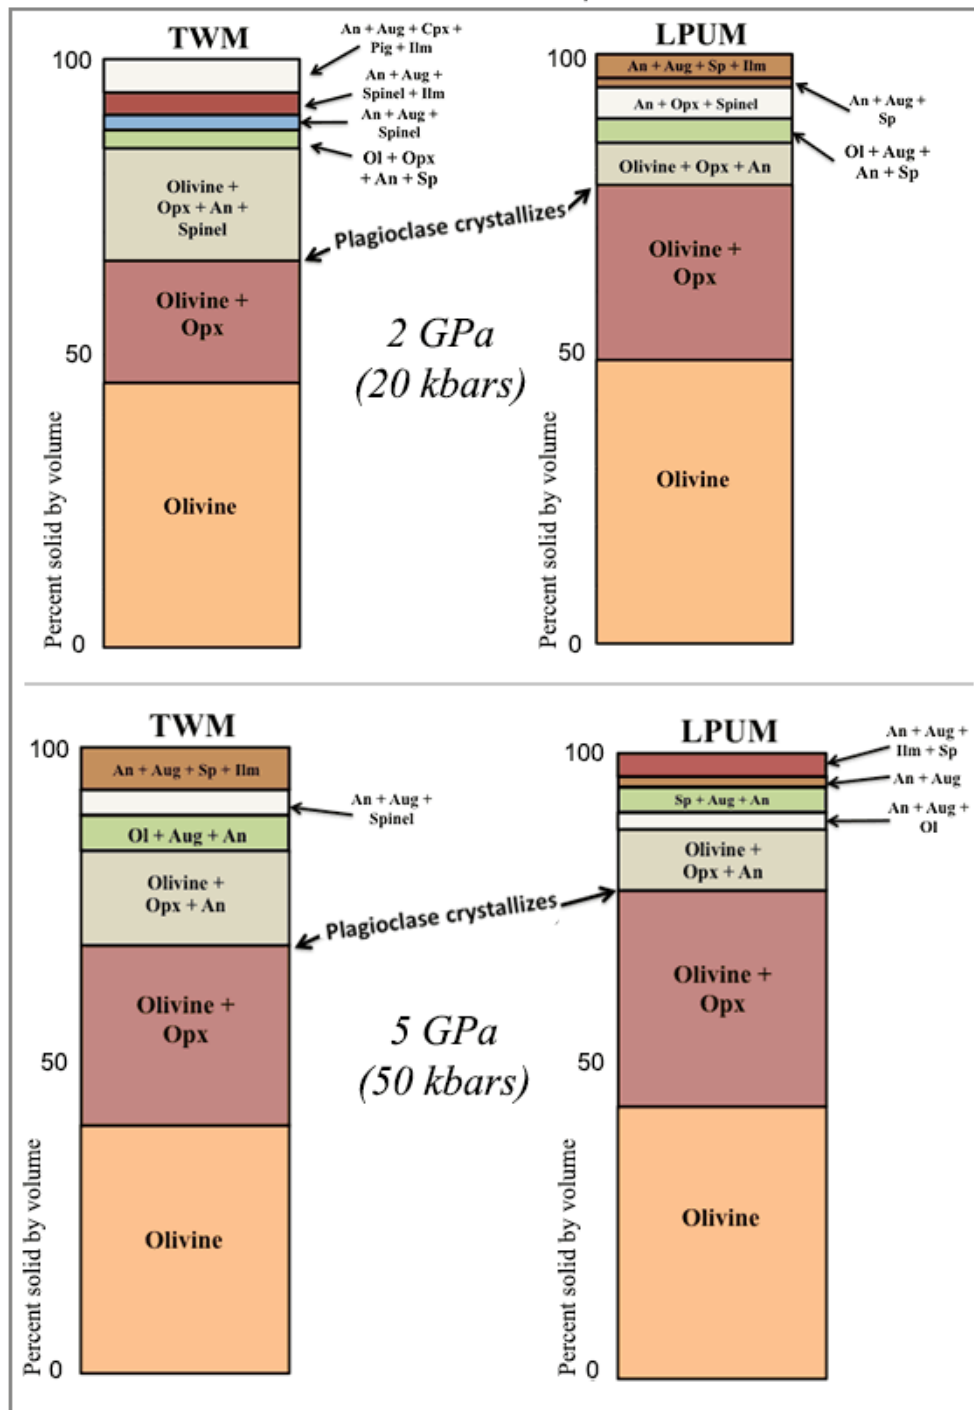 TWM
100
An + Aug + Cpx +
Pig + Ilm
An + Aug +
Spinel + Ilm
An + Aug +
Spinel
Ol + Opx
+ An + Sp
Olivine +
Opx + An +
Spinel
Olivine +
Opx
50
Olivine
0
Percent solid by volume
Plagioclase crystallizes
2 GPa
(20 kbars)
LPUM
100
An + Aug + Sp + Ilm
An + Aug +
Sp
An + Opx + Spinel
Ol + Aug +
An + Sp
Olivine + Opx + An
Olivine +
Opx
50
Olivine
0
Percent solid by volume
TWM
100
An + Aug + Sp + Ilm
An + Aug +
Spinel
Ol + Aug + An
Olivine +
Opx + An
Olivine +
Opx
50
Olivine
0
Percent solid by volume
Plagioclase crystallizes
5 GPa
(50 kbars)
LPUM
100
An + Aug +
Ilm + Sp
An + Aug
Sp + Aug + An
An + Aug +
Ol
Olivine +
Opx + An
Olivine +
Opx
50
Olivine
0
Percent solid by volume